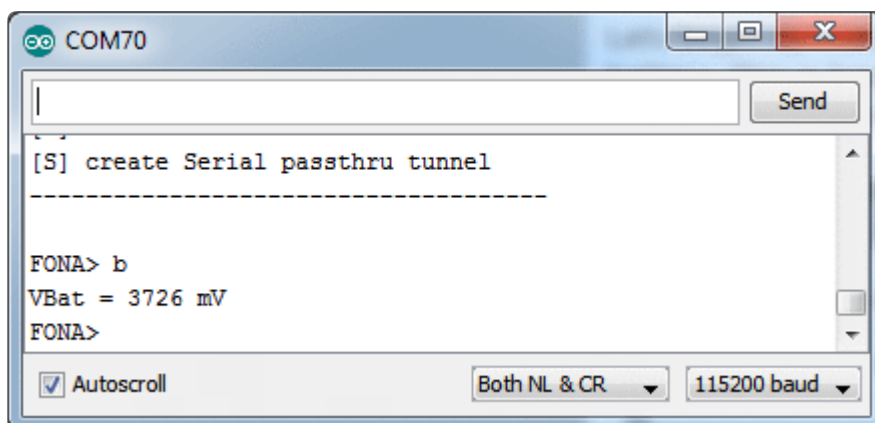 COM70
Send
[S] create Serial passthru tunnel
-------------------------------------
FONA> b
VBat = 3726 mV
FONA>
Autoscroll
Both NL & CR
115200 baud